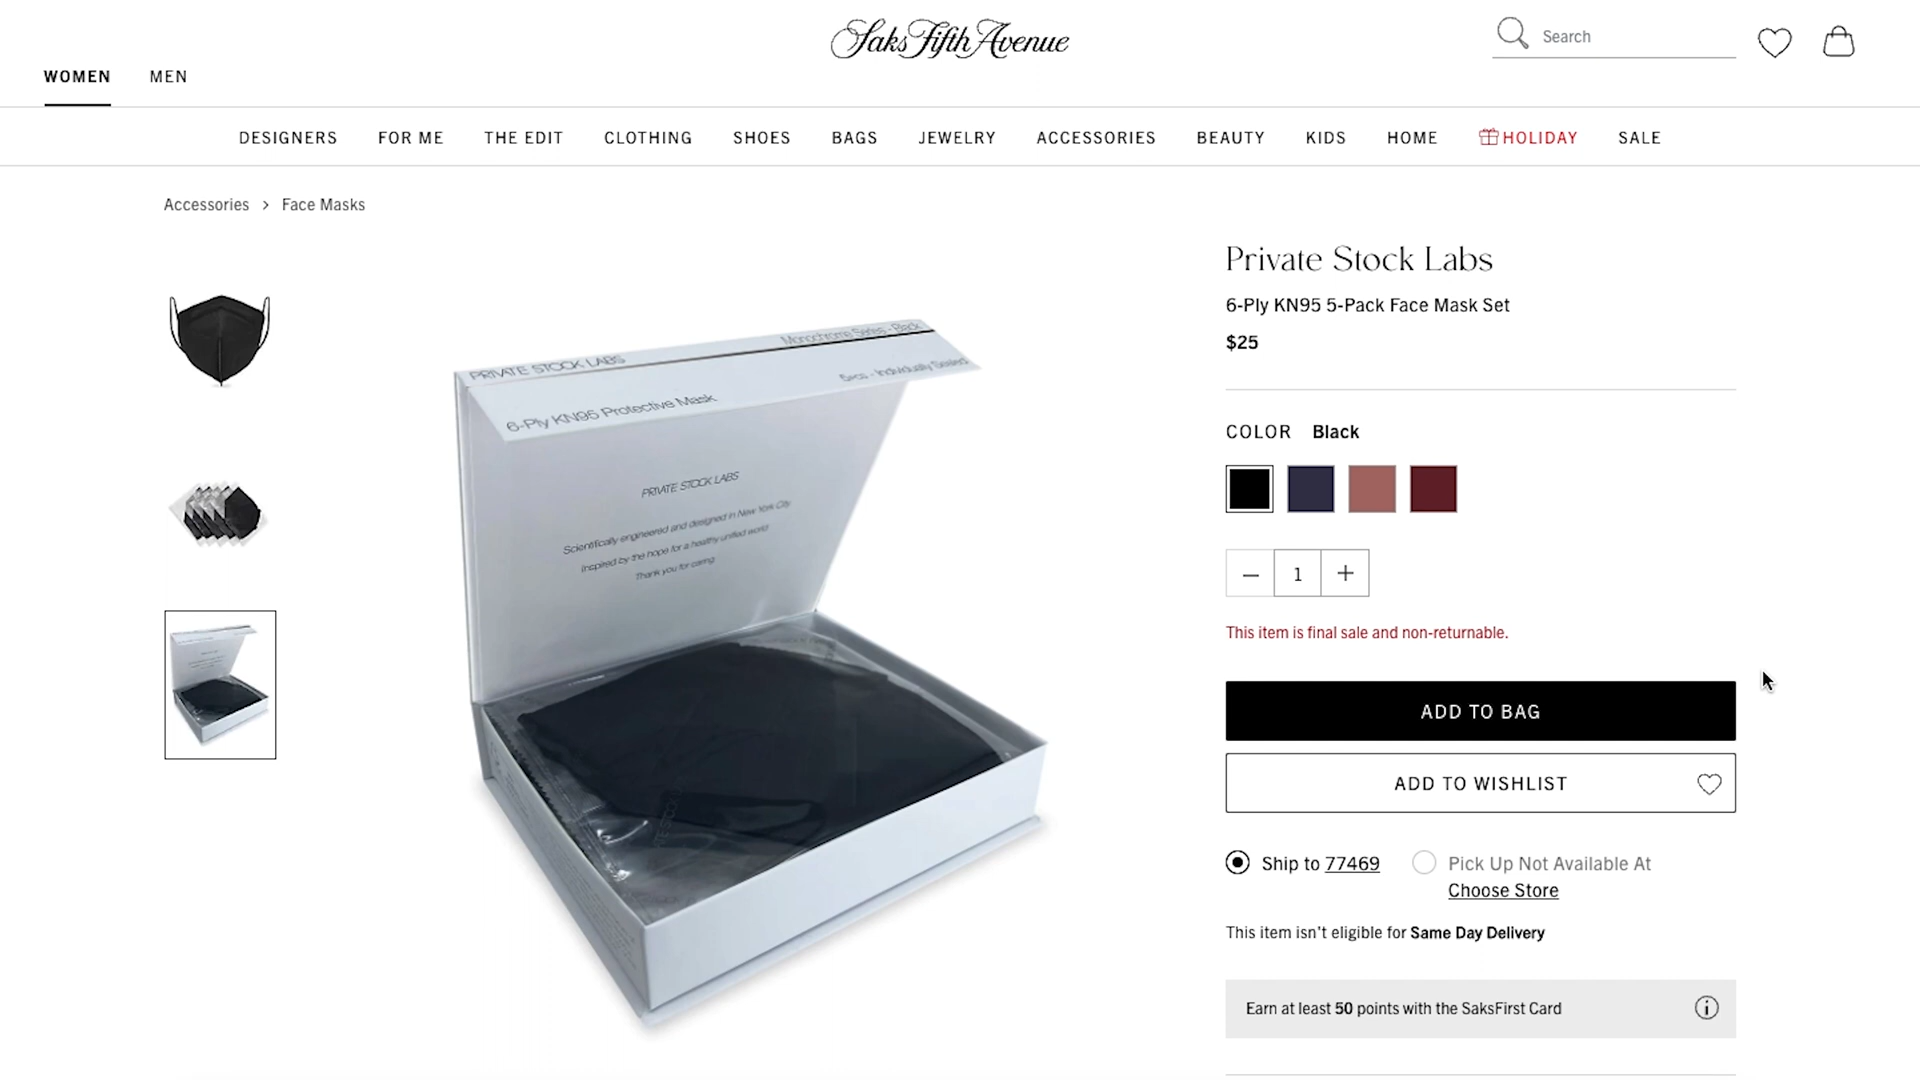 Saks Fifth Avenue
Search
WOMEN MEN
DESIGNERS FOR ME THE EDIT CLOTHING SHOES BAGS JEWELRY ACCESSORIES BEAUTY KIDS HOME HOLIDAY SALE
Accessories > Face Masks
PRIVATE STOCK LABS Monochrome Series - Black
6-Ply KN95 Protective Mask 5pcs - Individually Sealed
PRIVATE STOCK LABS
Scientifically engineered and designed in New York City
Inspired by the hope for a healthy unified world
Thank you for caring
Private Stock Labs
6-Ply KN95 5-Pack Face Mask Set
$25
COLOR Black
– 1 +
This item is final sale and non-returnable.
ADD TO BAG
ADD TO WISHLIST
Ship to 77469
Pick Up Not Available At
Choose Store
This item isn't eligible for Same Day Delivery
Earn at least 50 points with the SaksFirst Card